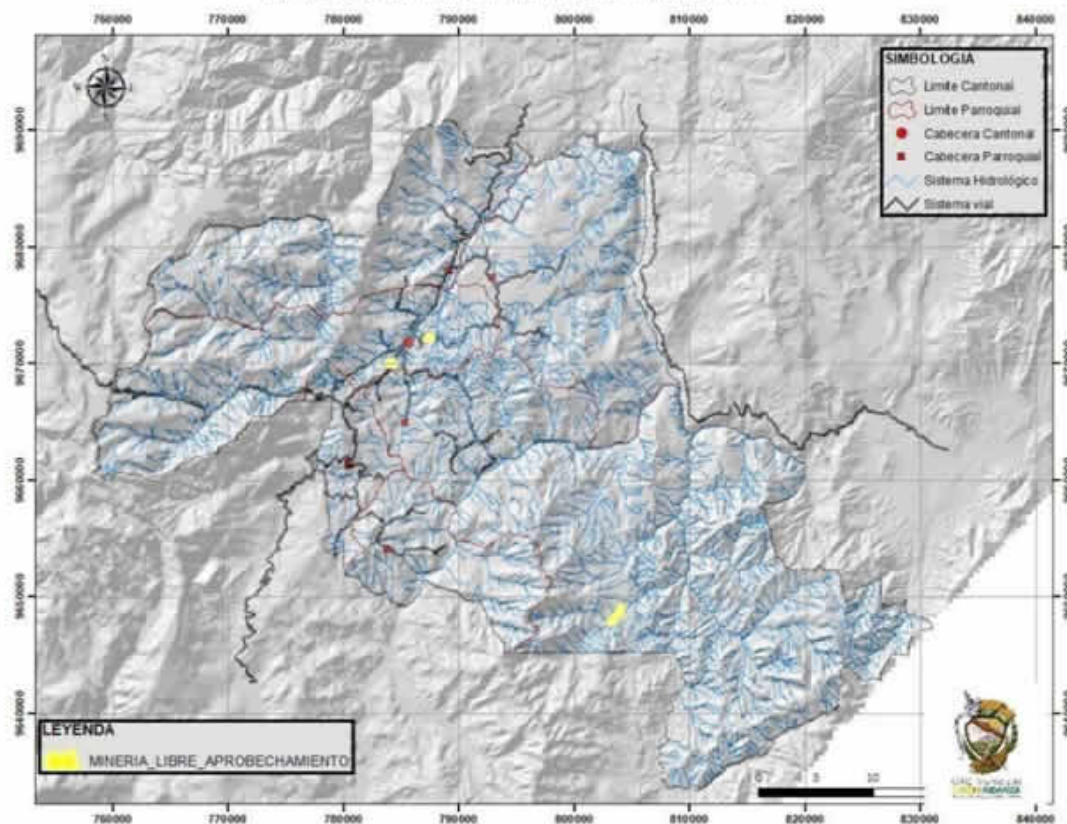 760000 770000 780000 790000 800000 810000 820000 830000 840000
SIMBOLOGIA
Limite Cantonal
Limite Parroquial
Cabecera Cantonal
Cabecera Parroquial
Sistema Hidrológico
Sistema vial
9690000
9680000
9670000
9660000
9650000
9640000
LEYENDA
MINERIA_LIBRE_APROBECHAMIENTO
10
760000 770000 780000 790000 800000 810000 820000 830000 840000